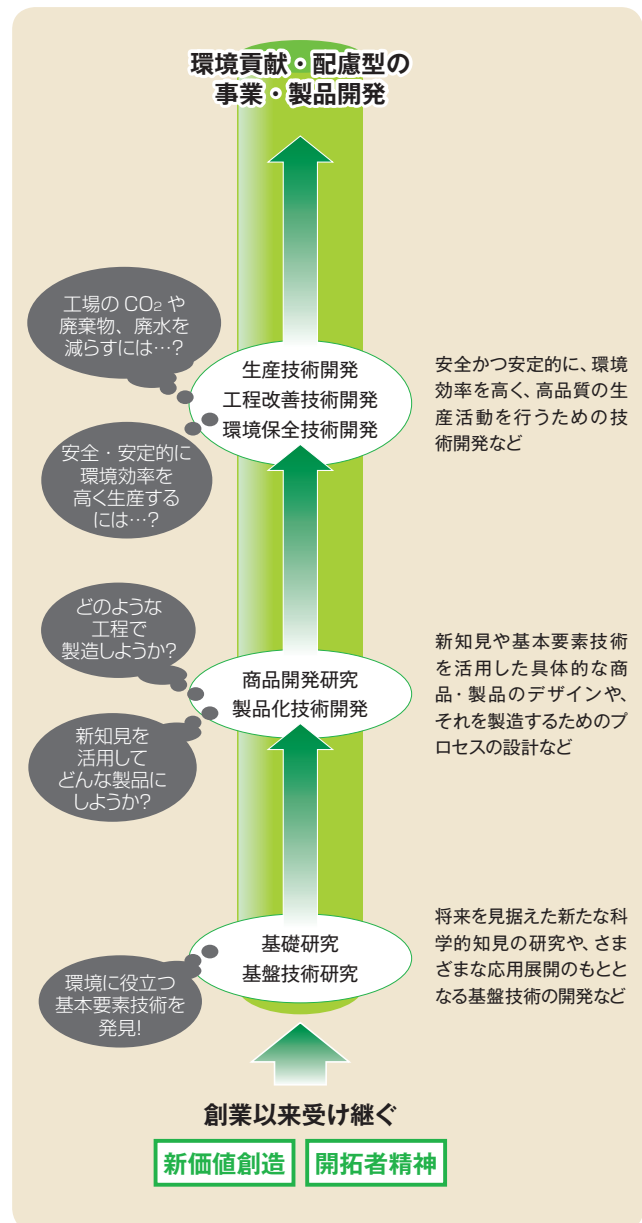 環境貢献・配慮型の
事業・製品開発
工場の CO₂ や
廃棄物、廃水を
減らすには…?
生産技術開発
工程改善技術開発
環境保全技術開発
安全かつ安定的に、環境
効率を高く、高品質の生
産活動を行うための技
術開発など
安全・安定的に
環境効率を
高く生産する
には…?
どのような
工程で
製造しようか?
商品開発研究
製品化技術開発
新知見や基本要素技術
を活用した具体的な商
品・製品のデザインや、
それを製造するためのプ
ロセスの設計など
新知見を
活用して
どんな製品に
しようか?
基礎研究
基盤技術研究
将来を見据えた新たな科
学的知見の研究や、さま
ざまな応用展開のもとと
なる基盤技術の開発など
環境に役立つ
基本要素技術を
発見!
創業以来受け継ぐ
新価値創造 開拓者精神